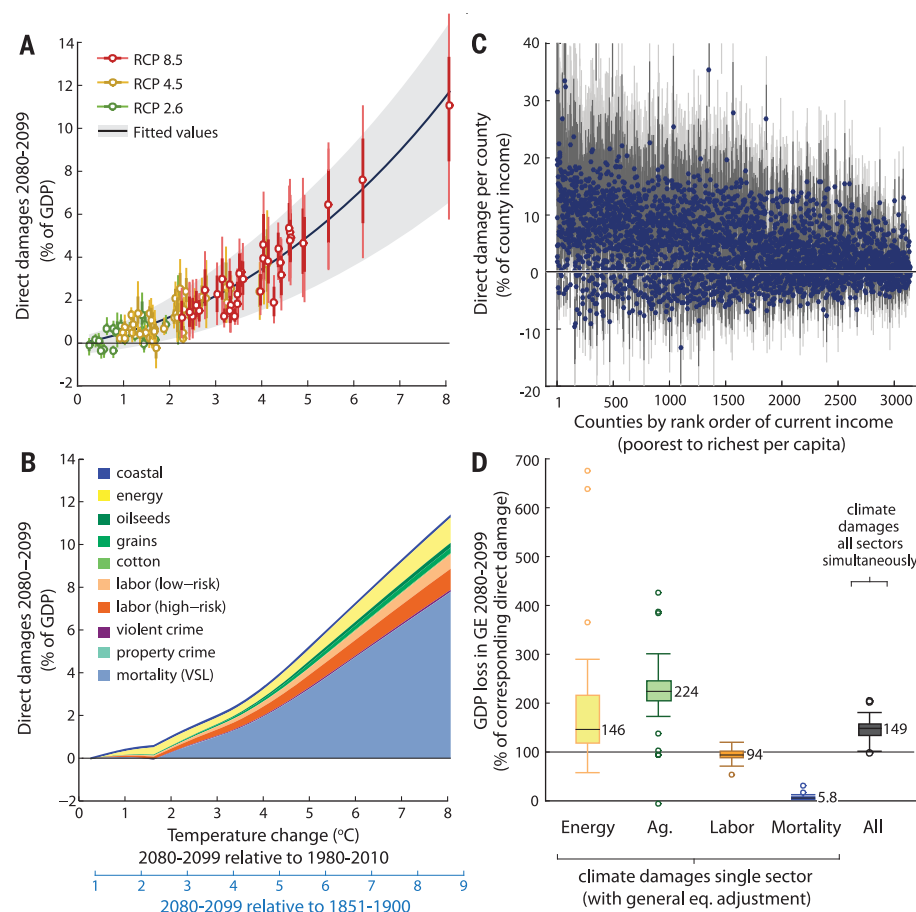 A
RCP 8.5
RCP 4.5
RCP 2.6
Fitted values
Direct damages 2080-2099
(% of GDP)
14
12
10
8
6
4
2
0
-2
0 1 2 3 4 5 6 7 8
B
coastal
energy
oilseeds
grains
cotton
labor (low–risk)
labor (high–risk)
violent crime
property crime
mortality (VSL)
Direct damages 2080–2099
(% of GDP)
14
12
10
8
6
4
2
0
−2
0 1 2 3 4 5 6 7 8
Temperature change (°C)
2080-2099 relative to 1980-2010
1 2 3 4 5 6 7 8 9
2080-2099 relative to 1851-1900
C
Direct damage per county
(% of county income)
40
30
20
10
0
-10
-20
1 500 1000 1500 2000 2500 3000
Counties by rank order of current income
(poorest to richest per capita)
D
GDP loss in GE 2080-2099
(% of corresponding direct damage)
700
600
500
400
300
200
100
0
climate
damages
all sectors
simultaneously
146
224
94
5.8
149
Energy Ag. Labor Mortality All
climate damages single sector
(with general eq. adjustment)